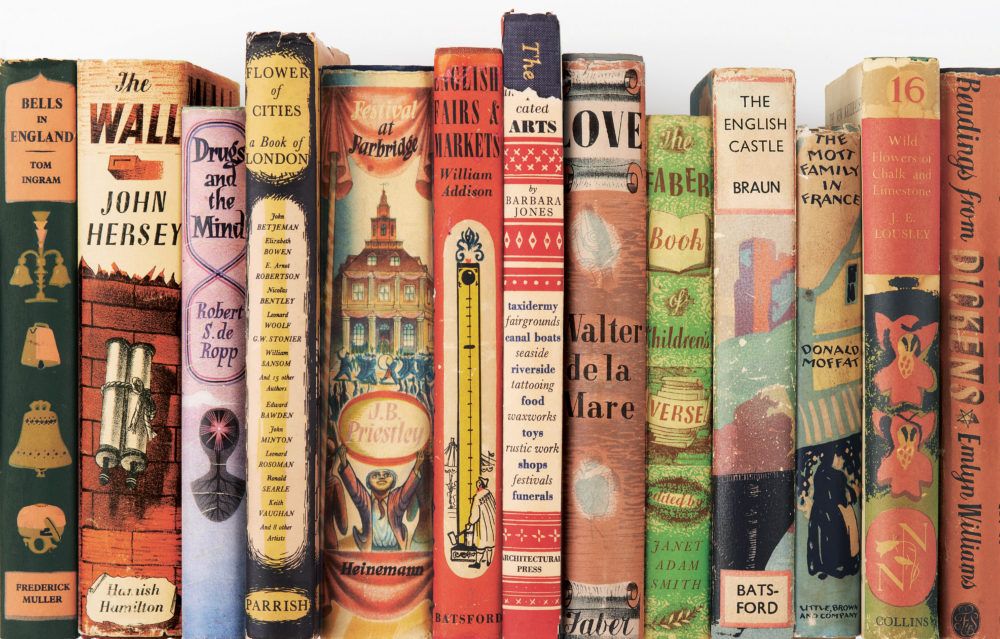 BELLS
IN
ENGLAND
TOM
INGRAM
FREDERICK
MULLER
The
WALL
JOHN
HERSEY
Hamish
Hamilton
Drugs
and the
Mind
Robert
S. de
Ropp
FLOWER
OF
CITIES
a Book of
LONDON
John
BETJEMAN
Elizabeth
BOWEN
E. Arnot
ROBERTSON
Nicolas
BENTLEY
Leonard
WOOLF
G.W. STONIER
William
SANSOM
And 15 other
Authors
Edward
BAWDEN
John
MINTON
Leonard
ROSOMAN
Ronald
SEARLE
Keith
VAUGHAN
And 8 other
Artists
PARRISH
Festival
at
Farbridge
J.B.
Priestley
Heinemann
ENGLISH
FAIRS &
MARKETS
William
Addison
BATSFORD
The
cated
ARTS
by
BARBARA
JONES
taxidermy
fairgrounds
canal boats
seaside
riverside
tattooing
food
waxworks
toys
rustic work
shops
festivals
funerals
ARCHITECTURAL
PRESS
LOVE
Walter
de la
Mare
Faber
The
FABER
Book
of
Children's
VERSE
Edited by
JANET
ADAM
SMITH
THE
ENGLISH
CASTLE
BRAUN
BATS-
FORD
THE
MOST
FAMILY
IN
FRANCE
DONALD
MOFFAT
LITTLE, BROWN
AND COMPANY
16
Wild
Flowers of
Chalk and
Limestone
J. E.
LOUSLEY
NN
COLLINS
Readings from DICKENS ★ Emlyn Williams